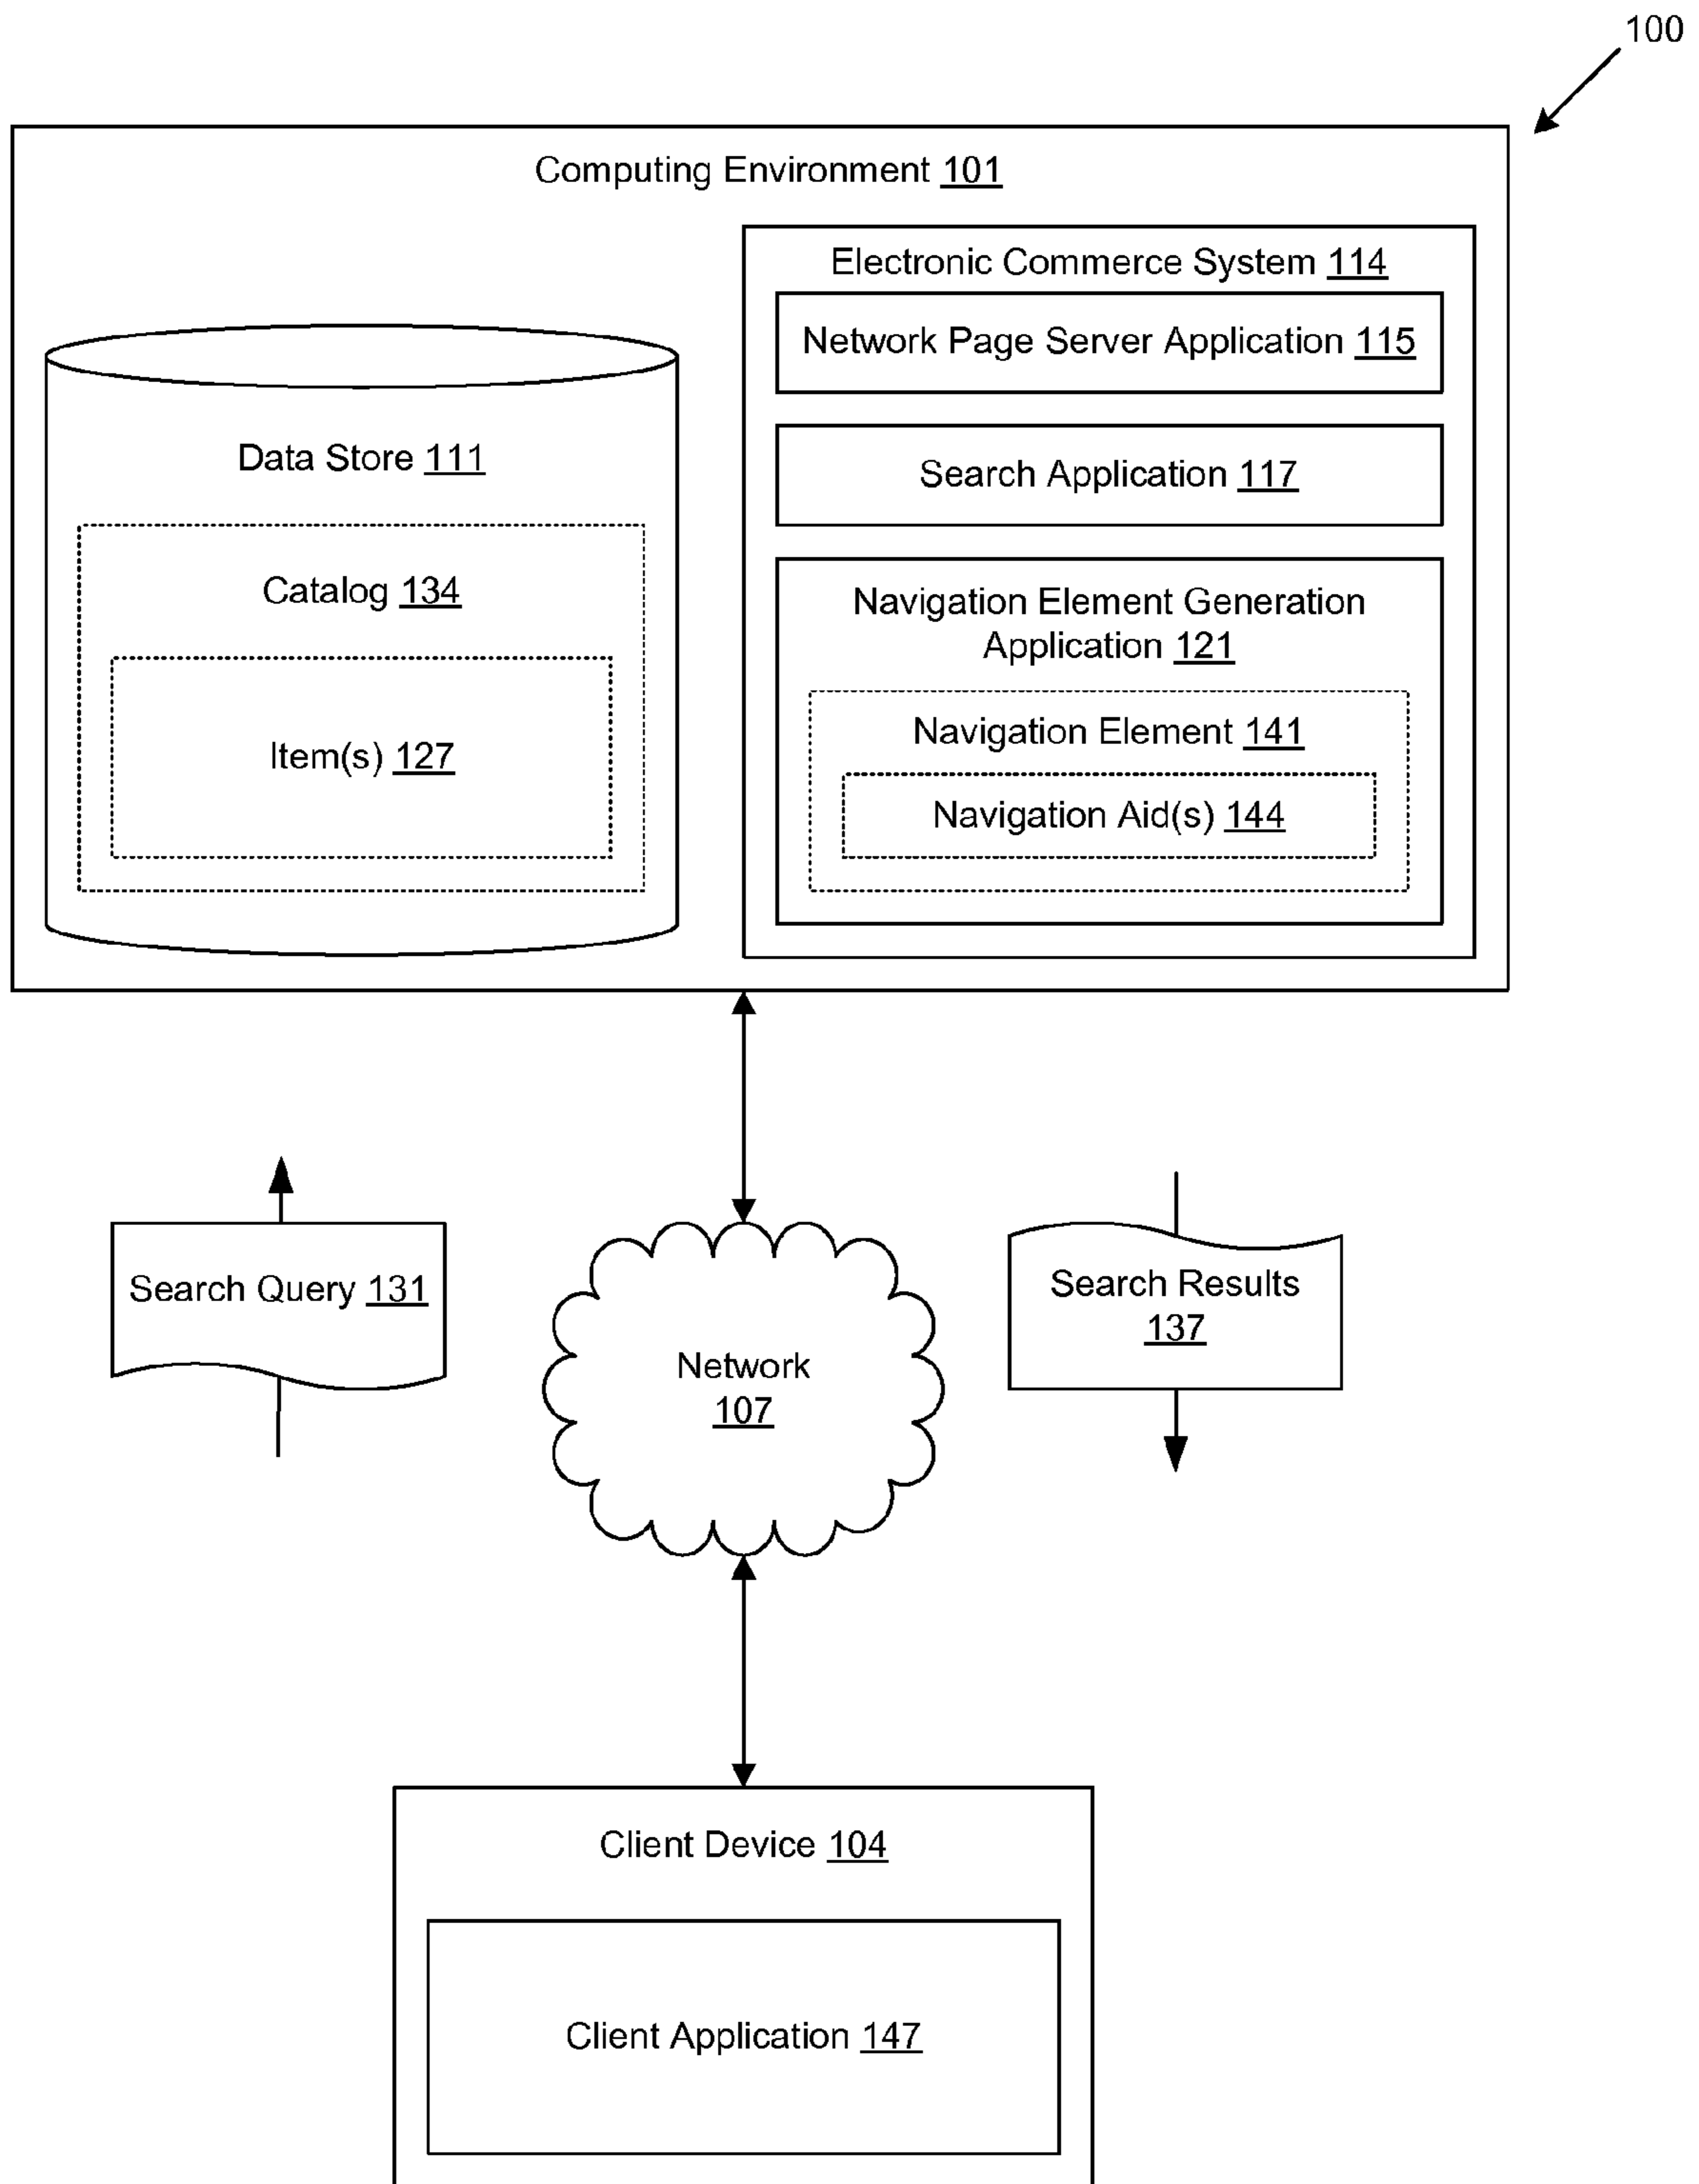 100
Computing Environment 101
Data Store 111
Catalog 134
Item(s) 127
Electronic Commerce System 114
Network Page Server Application 115
Search Application 117
Navigation Element Generation
Application 121
Navigation Element 141
Navigation Aid(s) 144
Search Query 131
Network
107
Search Results
137
Client Device 104
Client Application 147